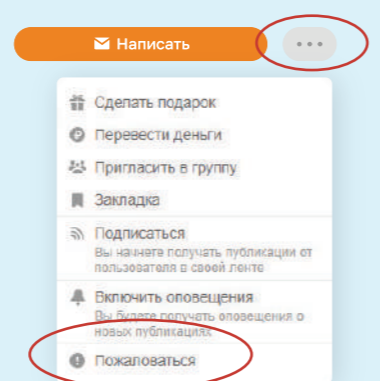 Написать
Сделать подарок
Перевести деньги
Пригласить в группу
Закладка
Подписаться
Вы начнете получать публикации от
пользователя в своей ленте
Включить оповещения
Вы будете получать оповещения о
новых публикациях
Пожаловаться